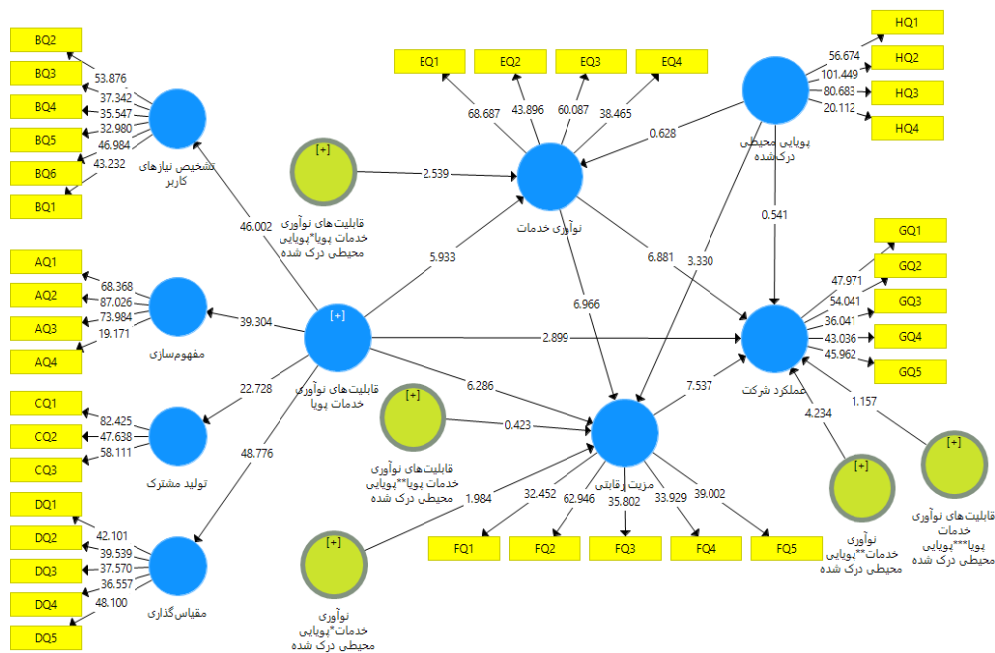 BQ2
BQ3
BQ4
BQ5
BQ6
BQ1
53.876
37.342
35.547
32.980
46.984
43.232
تشخیص نیازهای
کاربر
AQ1
AQ2
AQ3
AQ4
68.368
87.026
73.984
19.171
مفهوم‌سازی
CQ1
CQ2
CQ3
82.425
47.638
58.111
تولید مشترک
DQ1
DQ2
DQ3
DQ4
DQ5
42.101
39.539
37.570
36.557
48.100
مقیاس‌گذاری
46.002
39.304
22.728
48.776
[+]
قابلیت‌های نوآوری
خدمات پویا
[+]
قابلیت‌های نوآوری
خدمات پویا*پویایی
محیطی درک شده
2.539
5.933
EQ1
EQ2
EQ3
EQ4
68.687
43.896
60.087
38.465
نوآوری خدمات
0.628
HQ1
HQ2
HQ3
HQ4
56.674
101.449
80.683
20.112
پویایی محیطی
درک‌شده
0.541
3.330
6.881
6.966
2.899
6.286
7.537
GQ1
GQ2
GQ3
GQ4
GQ5
47.971
54.041
36.041
43.036
45.962
عملکرد شرکت
[+]
قابلیت‌های نوآوری
خدمات پویا**پویایی
محیطی درک شده
0.423
[+]
نوآوری
خدمات*پویایی
محیطی درک شده
1.984
مزیت رقابتی
32.452
62.946
35.802
33.929
39.002
FQ1
FQ2
FQ3
FQ4
FQ5
4.234
[+]
نوآوری
خدمات**پویایی
محیطی درک شده
1.157
[+]
قابلیت‌های نوآوری
خدمات
پویا***پویایی
محیطی درک شده